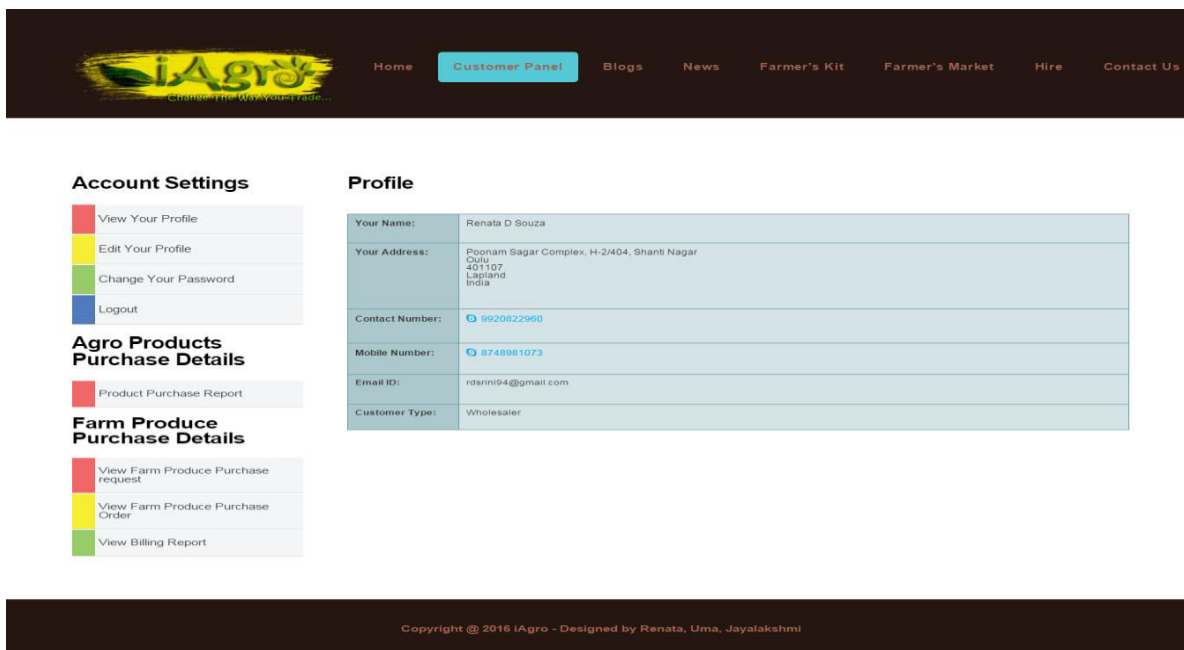 iAgro
Change The Way You Trade...
Home
Customer Panel
Blogs
News
Farmer's Kit
Farmer's Market
Hire
Contact Us
Account Settings
View Your Profile
Edit Your Profile
Change Your Password
Logout
Agro Products
Purchase Details
Product Purchase Report
Farm Produce
Purchase Details
View Farm Produce Purchase
request
View Farm Produce Purchase
Order
View Billing Report
Profile
Your Name: Renata D Souza
Your Address: Poonam Sagar Complex, H-2/404, Shanti Nagar
Oulu
401107
Lapland
India
Contact Number: 9920822960
Mobile Number: 8748981073
Email ID: rdsrini94@gmail.com
Customer Type: Wholesaler
Copyright @ 2016 iAgro - Designed by Renata, Uma, Jayalakshmi